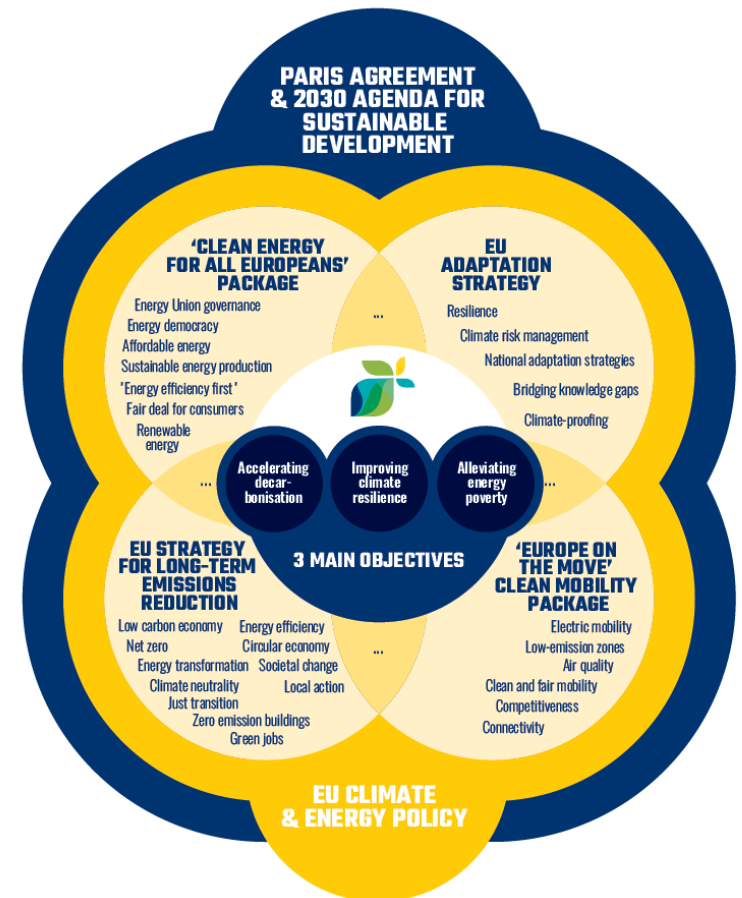 PARIS AGREEMENT
& 2030 AGENDA FOR
SUSTAINABLE
DEVELOPMENT
‘CLEAN ENERGY
FOR ALL EUROPEANS’
PACKAGE
Energy Union governance
Energy democracy
Affordable energy
Sustainable energy production
'Energy efficiency first'
Fair deal for consumers
Renewable
energy
...
EU
ADAPTATION
STRATEGY
Resilience
Climate risk management
National adaptation strategies
Bridging knowledge gaps
Climate-proofing
...
Accelerating
decar-
bonisation
Improving
climate
resilience
Alleviating
energy
poverty
...
3 MAIN OBJECTIVES
EU STRATEGY
FOR LONG-TERM
EMISSIONS
REDUCTION
Low carbon economy
Energy efficiency
Net zero
Circular economy
Energy transformation
Societal change
Climate neutrality
Local action
Just transition
Zero emission buildings
Green jobs
...
‘EUROPE ON
THE MOVE’
CLEAN MOBILITY
PACKAGE
Electric mobility
Low-emission zones
Air quality
Clean and fair mobility
Competitiveness
Connectivity
EU CLIMATE
& ENERGY POLICY